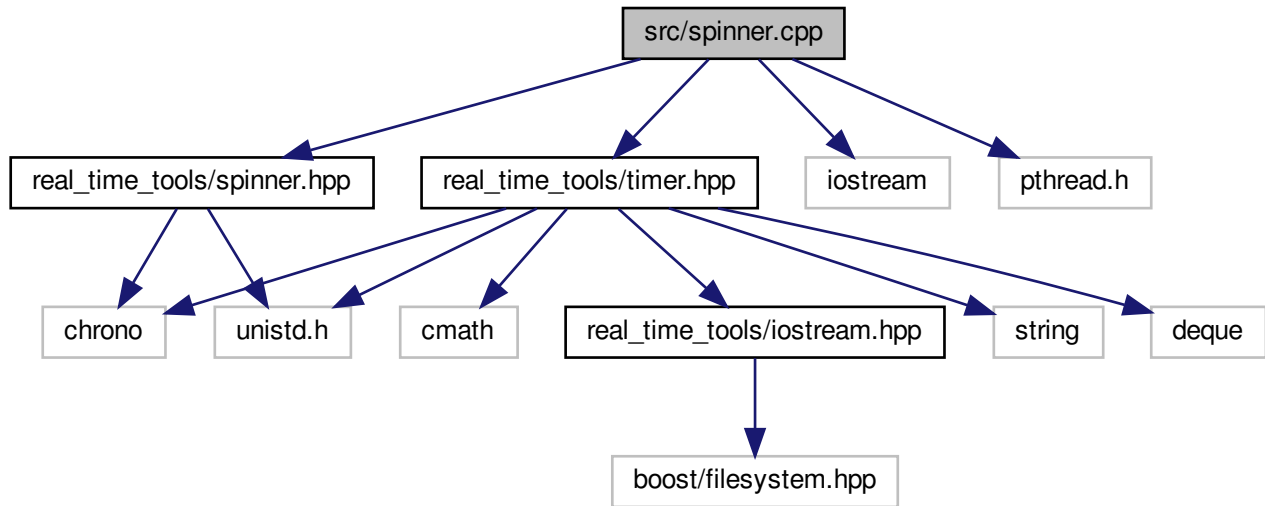 src/spinner.cpp
real_time_tools/spinner.hpp
real_time_tools/timer.hpp
iostream
pthread.h
chrono
unistd.h
cmath
real_time_tools/iostream.hpp
string
deque
boost/filesystem.hpp